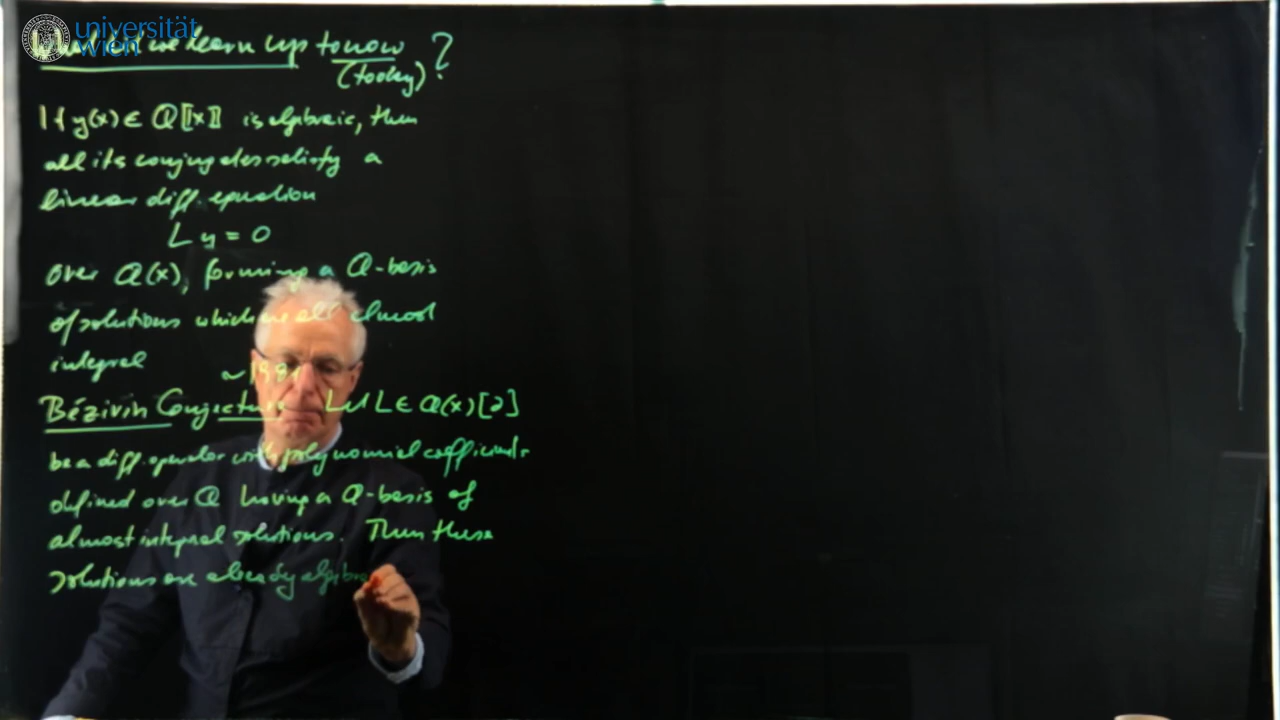 universität
wien
What did we learn up to now
(today) ?
If y(x) ∈ Q[[x]] is algebraic, then
all its conjugates satisfy a
linear diff. equation
L y = 0
over Q(x), forming a Q-basis
of solutions which are all almost
integral
Bézivin Conjecture Let L ∈ Q(x)[∂]
be a diff. operator with polynomial coefficients
defined over Q having a Q-basis of
almost integral solutions. Then these
solutions are already algebra